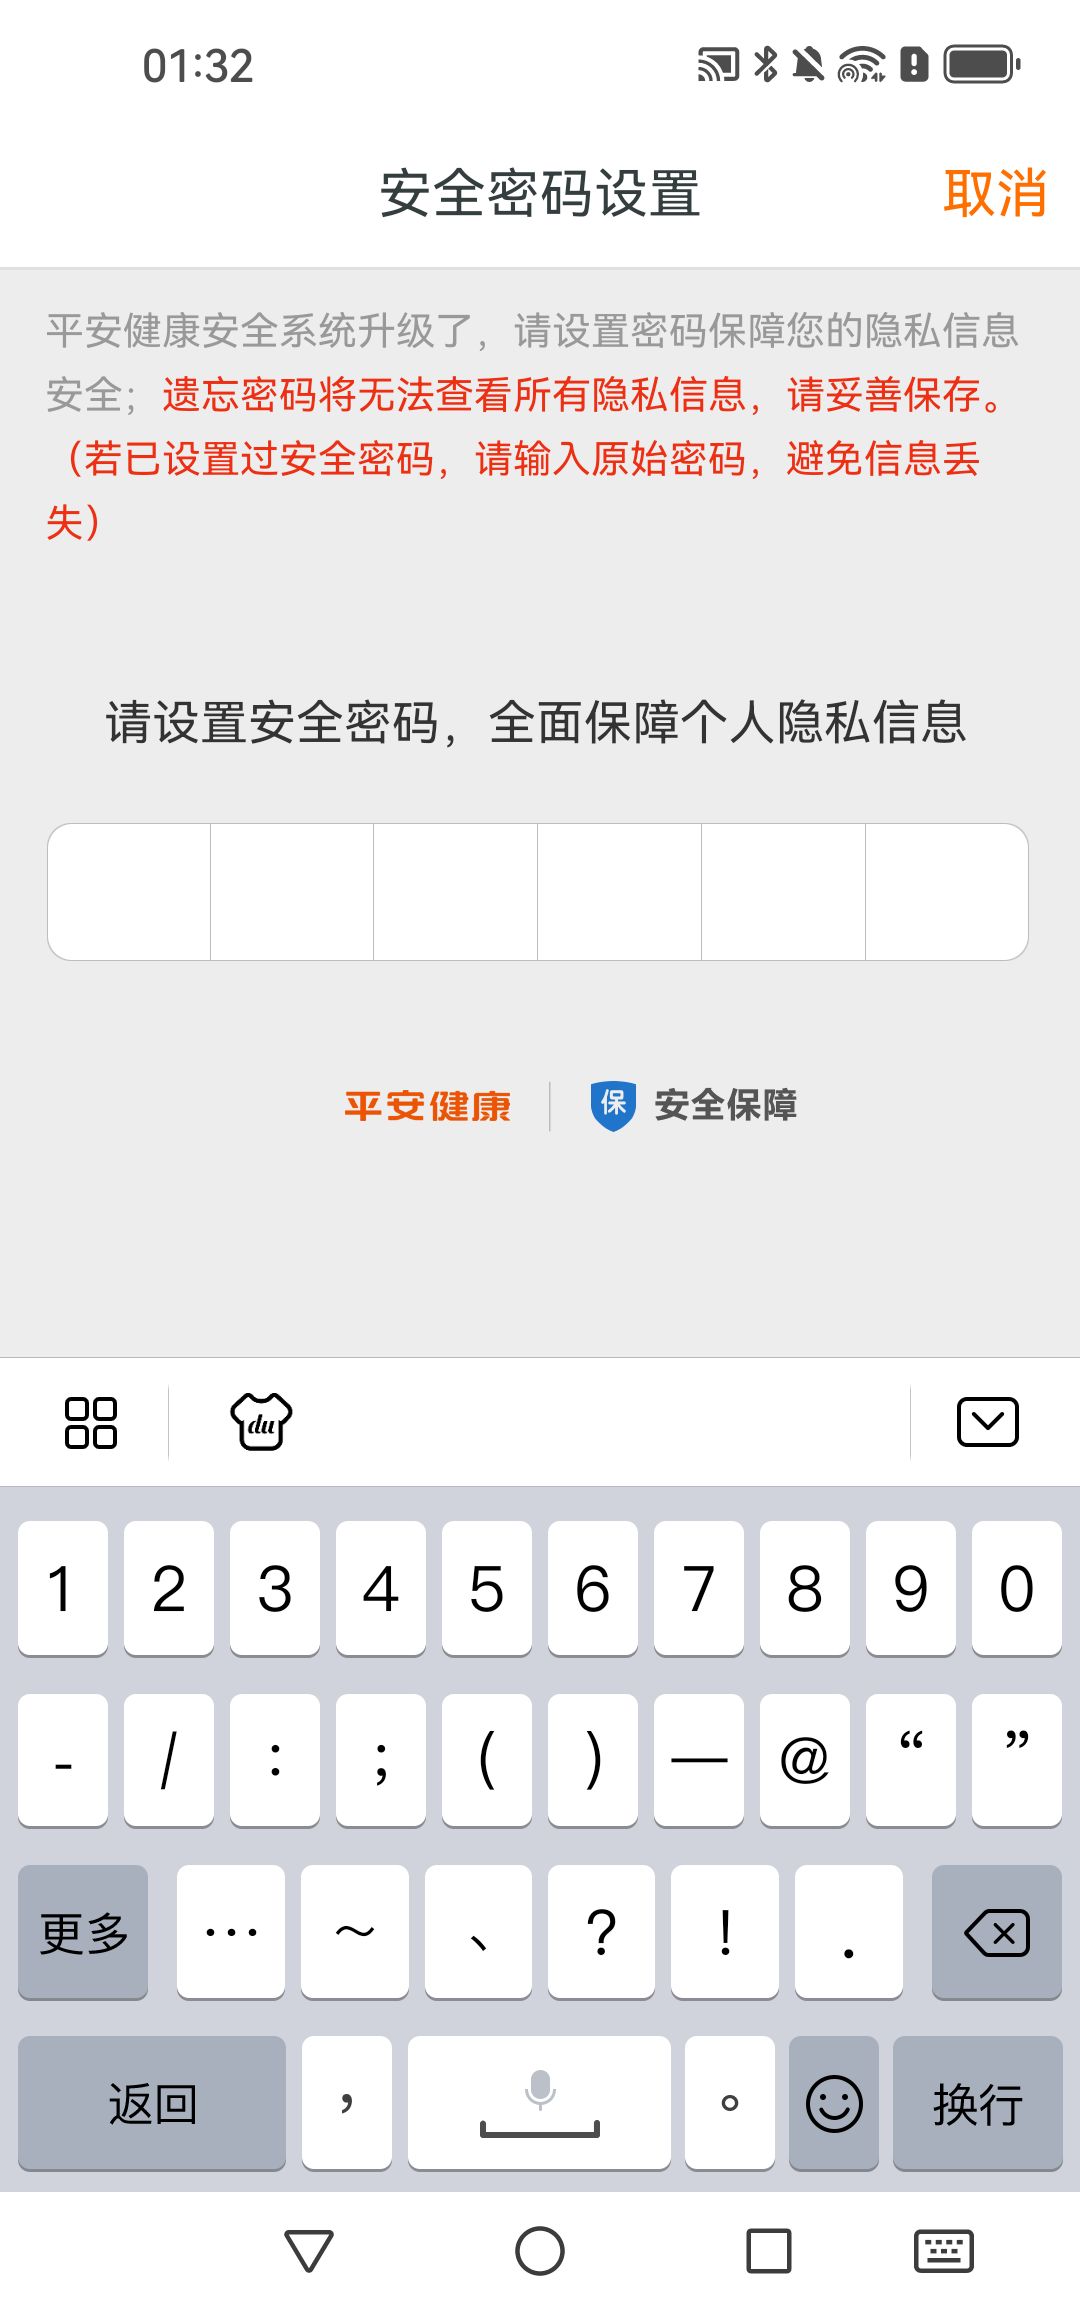 01:32
安全密码设置
取消
平安健康安全系统升级了，请设置密码保障您的隐私信息
安全；遗忘密码将无法查看所有隐私信息，请妥善保存。
（若已设置过安全密码，请输入原始密码，避免信息丢
失）
请设置安全密码，全面保障个人隐私信息
平安健康
保 安全保障
du
1 2 3 4 5 6 7 8 9 0
- / : ; ( ) — @ “ ”
更多 … ～ 、 ? ! .
返回 ， 。 换行